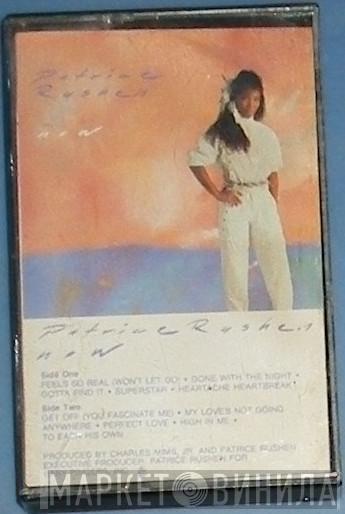 Patrice
Rushen
now
Patrice Rushen
now
Side One
FEELS SO REAL (WON'T LET GO) • GONE WITH THE NIGHT •
GOTTA FIND IT • SUPERSTAR • HEARTACHE HEARTBREAK
Side Two
GET OFF (YOU FASCINATE ME) • MY LOVE'S NOT GOING
ANYWHERE • PERFECT LOVE • HIGH IN ME •
TO EACH HIS OWN
PRODUCED BY CHARLES MIMS, JR. AND PATRICE RUSHEN
EXECUTIVE PRODUCER: PATRICE RUSHEN FOR
МАРКЕТ ВИНИЛА